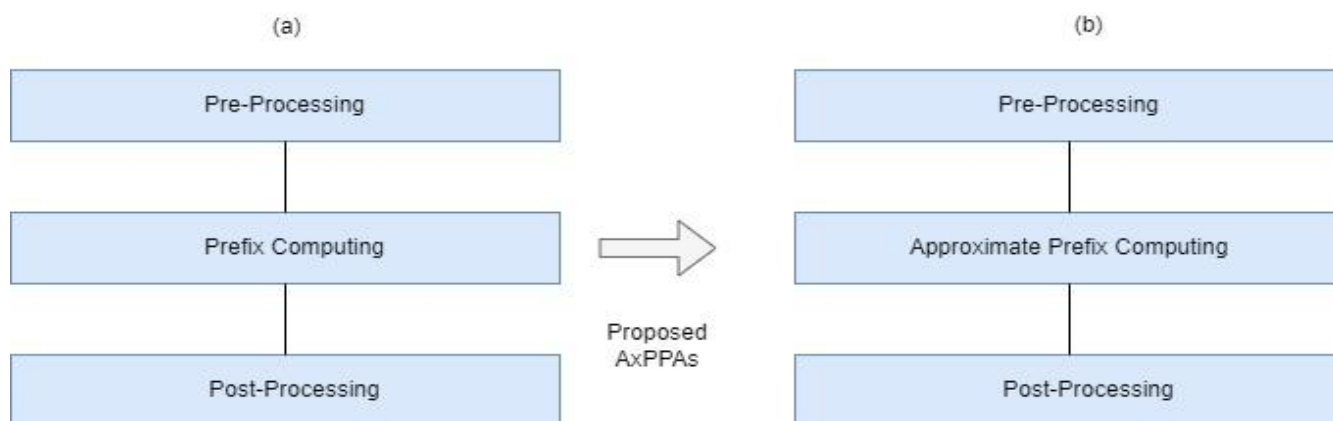 (a)
(b)
Pre-Processing
Pre-Processing
Prefix Computing
Approximate Prefix Computing
Proposed
AxPPAs
Post-Processing
Post-Processing